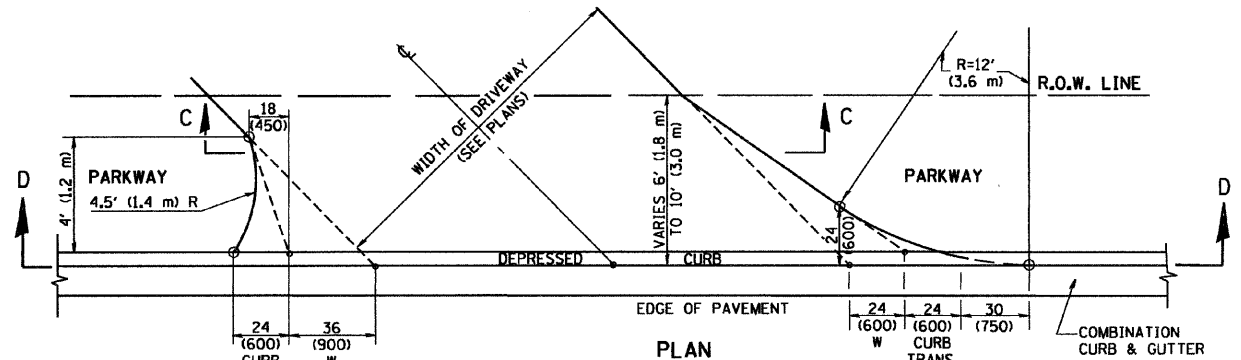 ℄
R=12'
(3.6 m)
R.O.W. LINE
WIDTH OF DRIVEWAY
(SEE PLANS)
18
(450)
C
C
4' (1.2 m)
PARKWAY
4.5' (1.4 m) R
VARIES 6' (1.8 m)
TO 10' (3.0 m)
PARKWAY
D
D
24
(600)
DEPRESSED CURB
EDGE OF PAVEMENT
24
(600)
CURB
36
(900)
W
24
(600)
W
24
(600)
CURB
TRANS
30
(750)
COMBINATION
CURB & GUTTER
PLAN